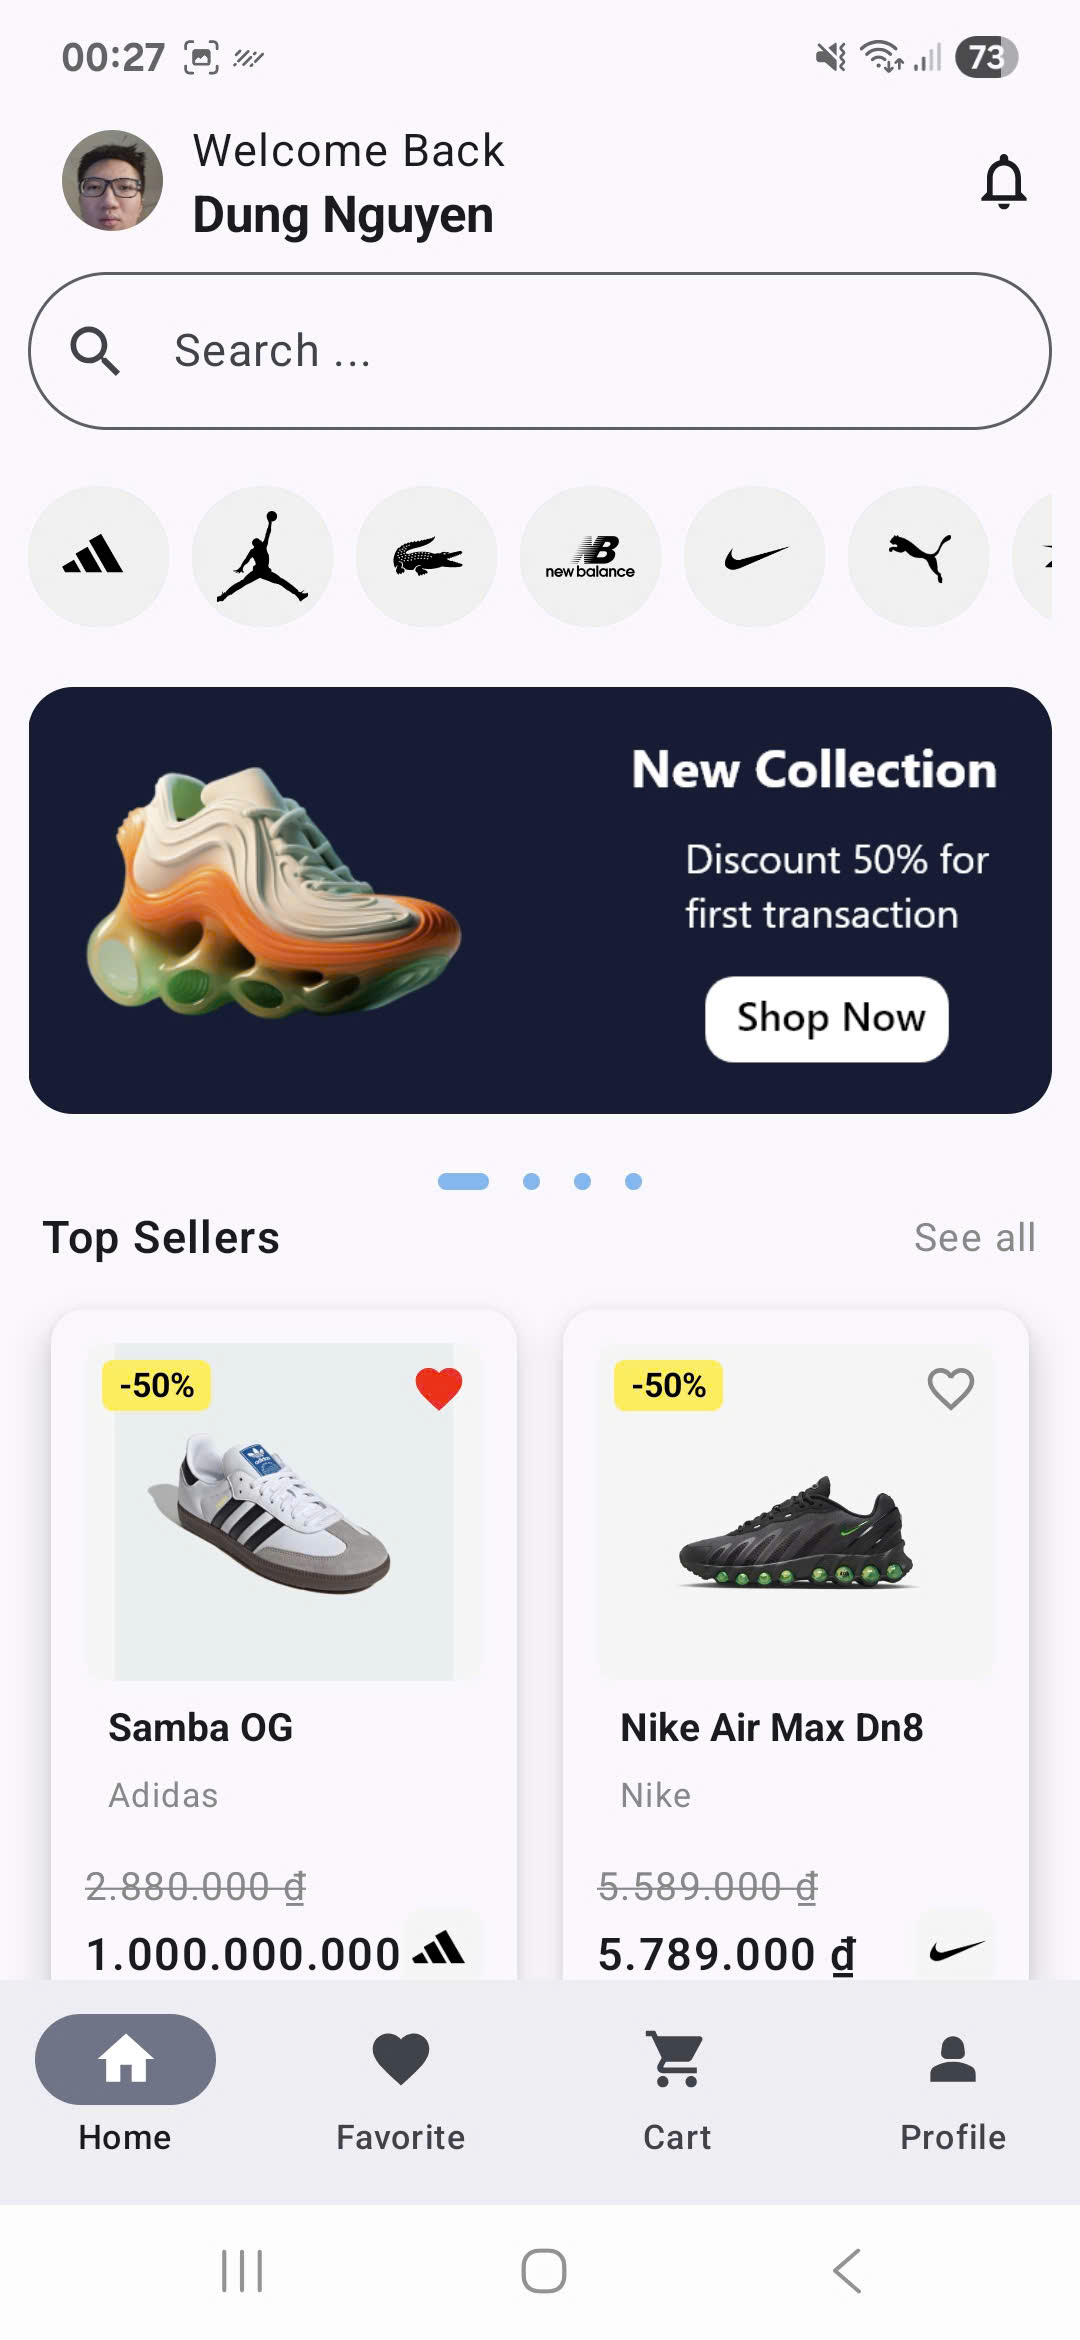 00:27
73
Welcome Back
Dung Nguyen
Search ...
new balance
New Collection
Discount 50% for
first transaction
Shop Now
Top Sellers
See all
-50%
-50%
adidas
Samba OG
Nike Air Max Dn8
Adidas
Nike
2.880.000 ₫
5.589.000 ₫
1.000.000.000
5.789.000 ₫
Home
Favorite
Cart
Profile